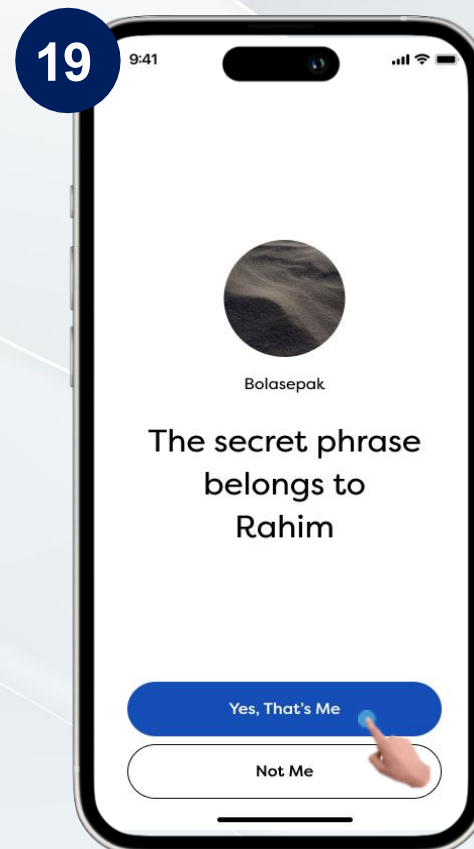 19
9:41
Bolasepak
The secret phrase
belongs to
Rahim
Yes, That's Me
Not Me